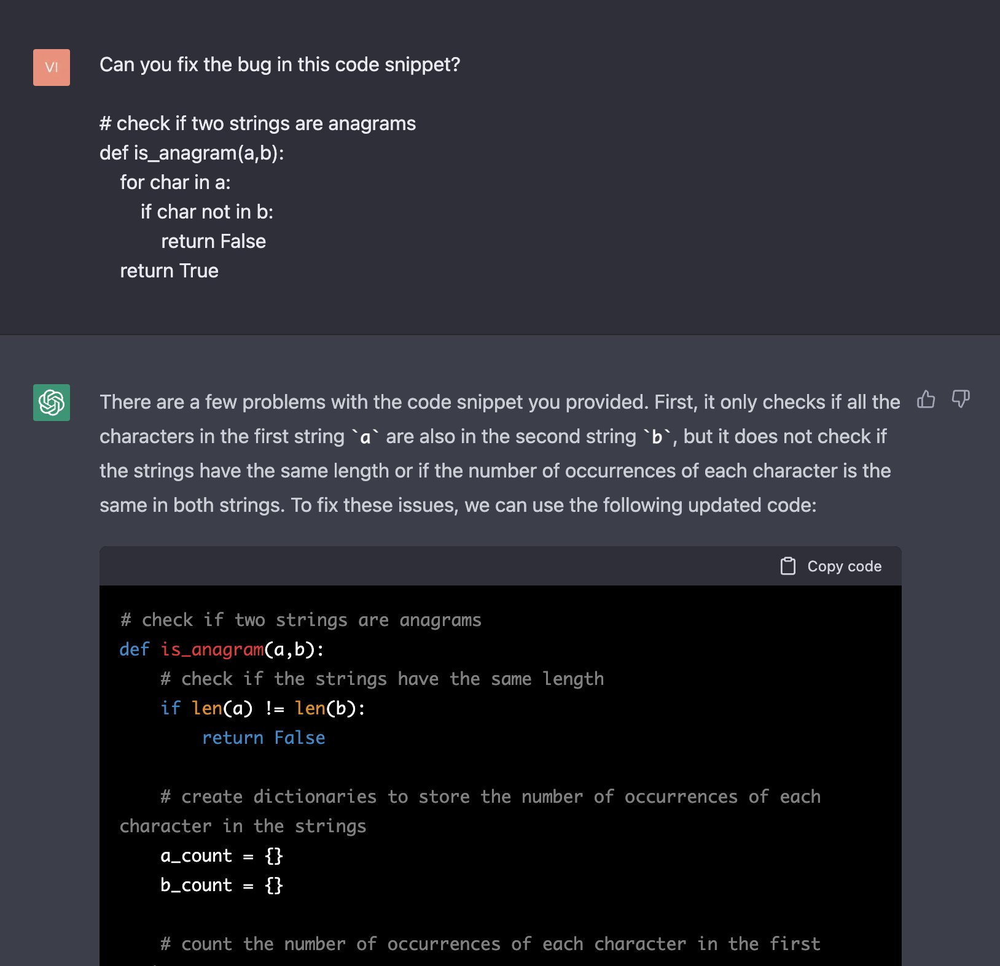 VI
Can you fix the bug in this code snippet?
# check if two strings are anagrams
def is_anagram(a,b):
    for char in a:
        if char not in b:
            return False
    return True
There are a few problems with the code snippet you provided. First, it only checks if all the
characters in the first string `a` are also in the second string `b`, but it does not check if
the strings have the same length or if the number of occurrences of each character is the
same in both strings. To fix these issues, we can use the following updated code:
Copy code
# check if two strings are anagrams
def is_anagram(a,b):
    # check if the strings have the same length
    if len(a) != len(b):
        return False
    # create dictionaries to store the number of occurrences of each
character in the strings
    a_count = {}
    b_count = {}
    # count the number of occurrences of each character in the first